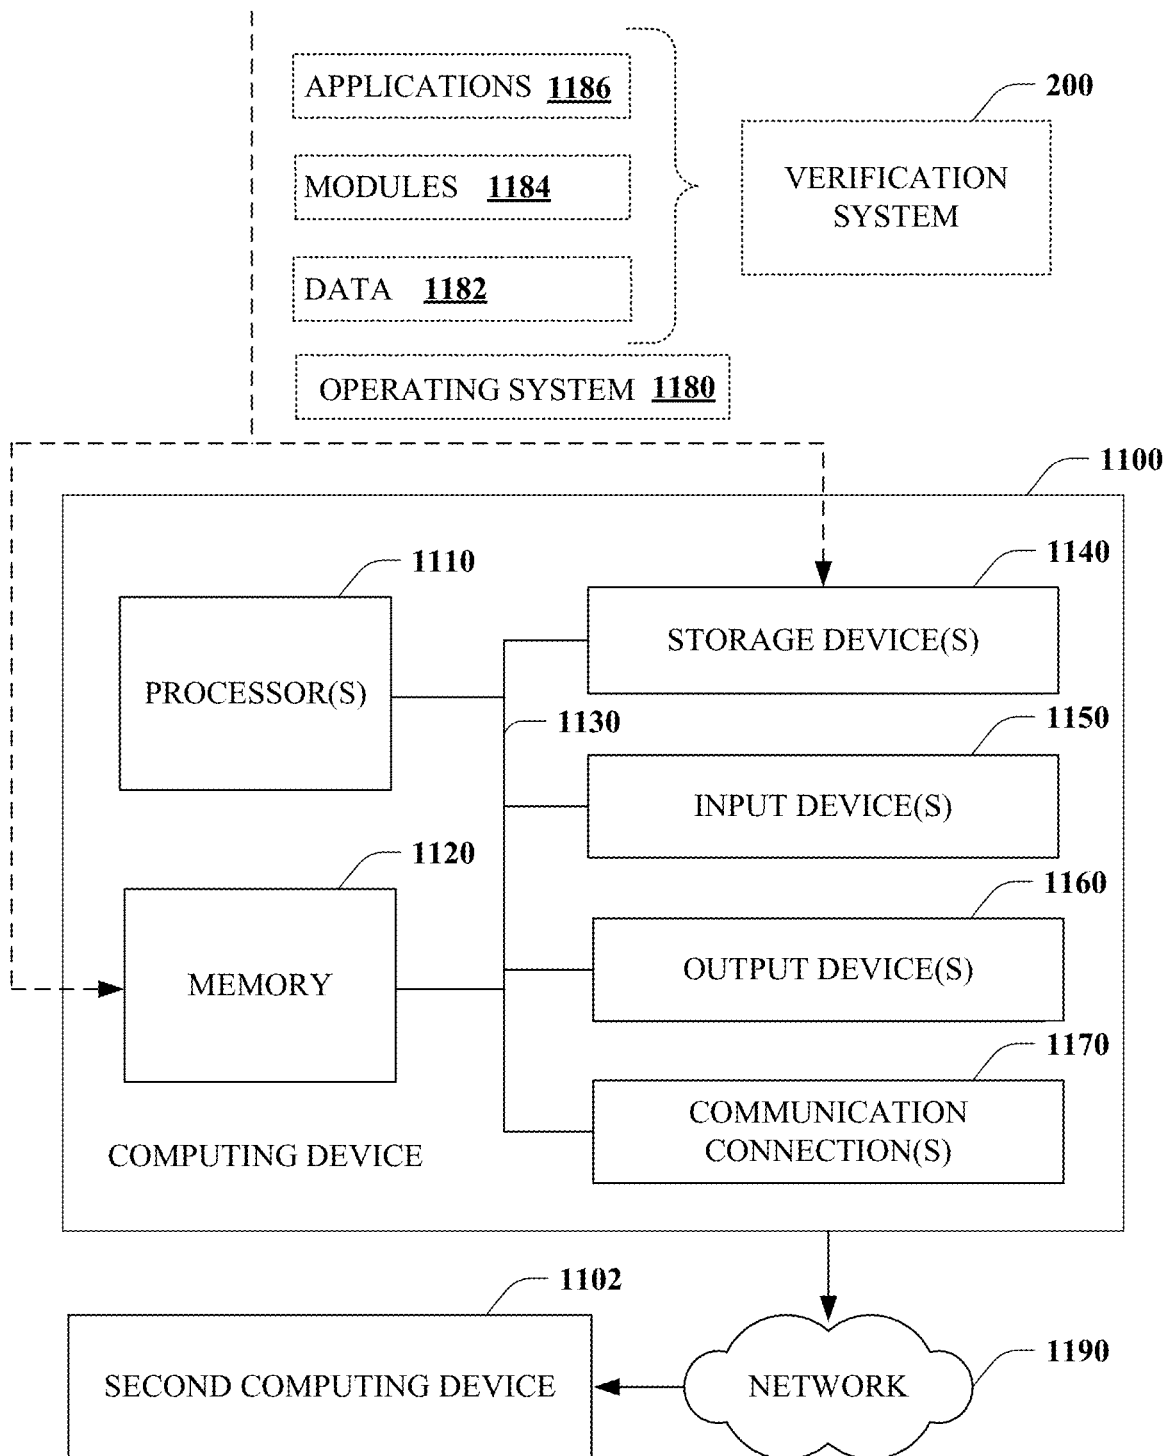 APPLICATIONS 1186
200
MODULES 1184
VERIFICATION
SYSTEM
DATA 1182
OPERATING SYSTEM 1180
1100
1110
1140
PROCESSOR(S)
STORAGE DEVICE(S)
1130
1150
INPUT DEVICE(S)
1120
1160
MEMORY
OUTPUT DEVICE(S)
1170
COMMUNICATION
CONNECTION(S)
COMPUTING DEVICE
1102
1190
SECOND COMPUTING DEVICE
NETWORK